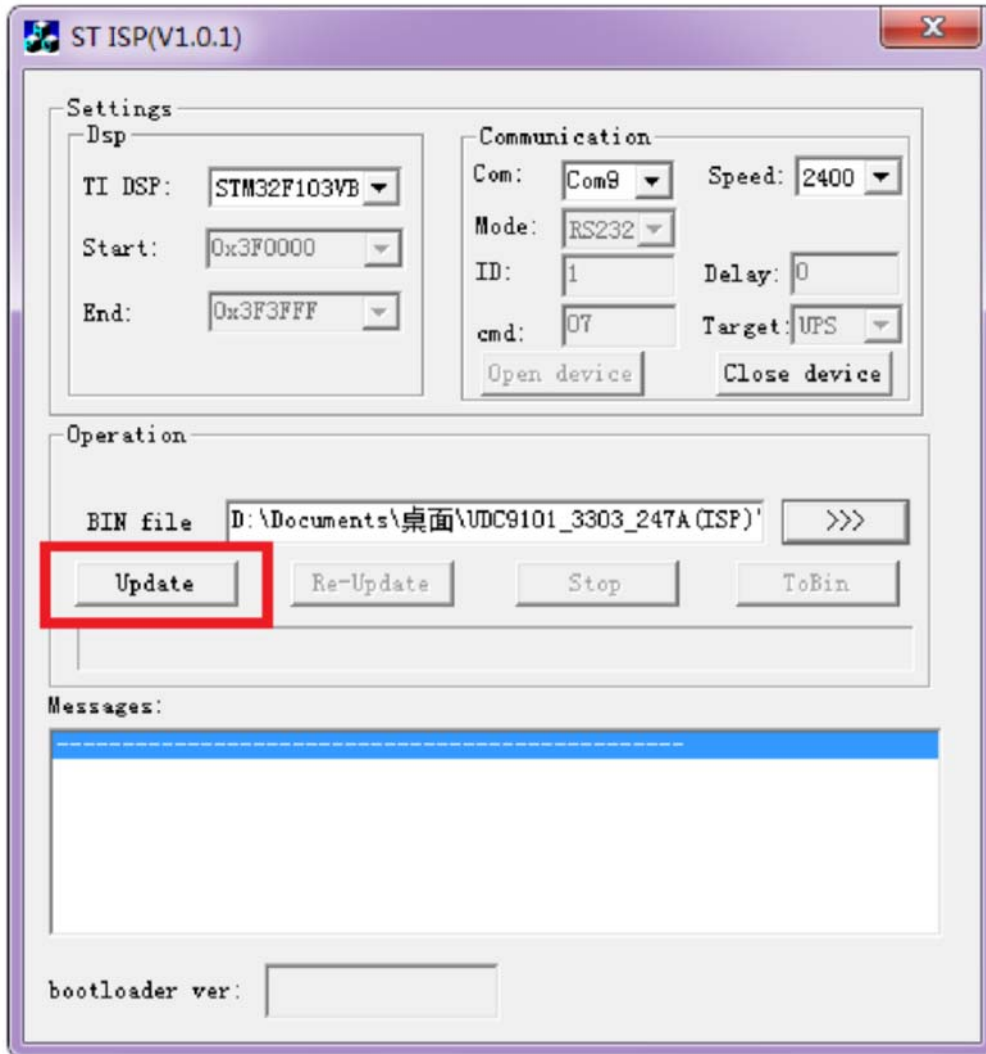 ST ISP(V1.0.1)
Settings
Dsp
TI DSP: STM32F103VB
Start: 0x3F0000
End: 0x3F3FFF
Communication
Com: Com9 Speed: 2400
Mode: RS232
ID: 1 Delay: 0
cmd: 07 Target: UPS
Open device Close device
Operation
BIN file D:\Documents\桌面\UDC9101_3303_247A(ISP)' >>>
Update Re-Update Stop ToBin
Messages:
------------------------------------------------
bootloader ver: